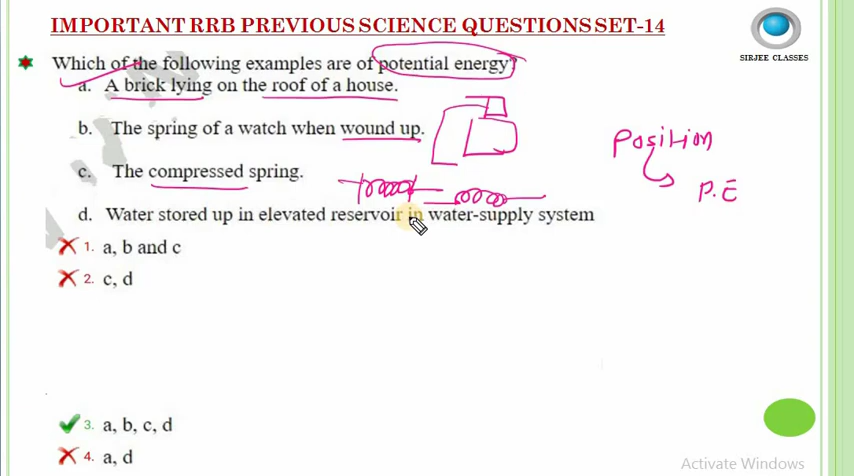 IMPORTANT RRB PREVIOUS SCIENCE QUESTIONS SET-14
SIRJEE CLASSES
Which of the following examples are of potential energy?
a. A brick lying on the roof of a house.
b. The spring of a watch when wound up.
c. The compressed spring.
d. Water stored up in elevated reservoir in water-supply system
Position
P.E
1. a, b and c
2. c, d
3. a, b, c, d
4. a, d
Activate Windows